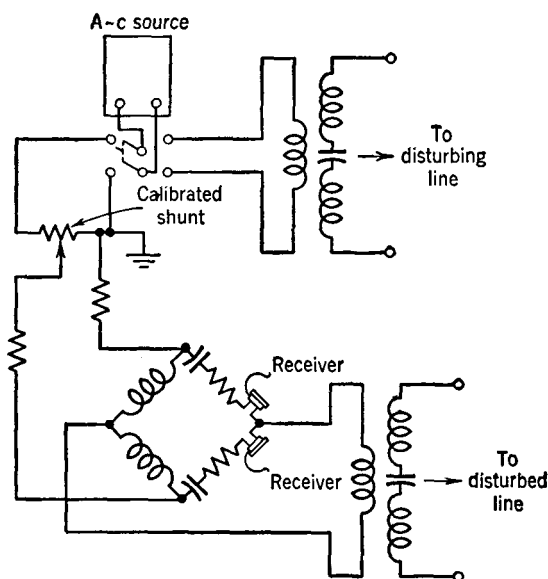 A-c source
To
disturbing
line
Calibrated
shunt
Receiver
Receiver
To
disturbed
line